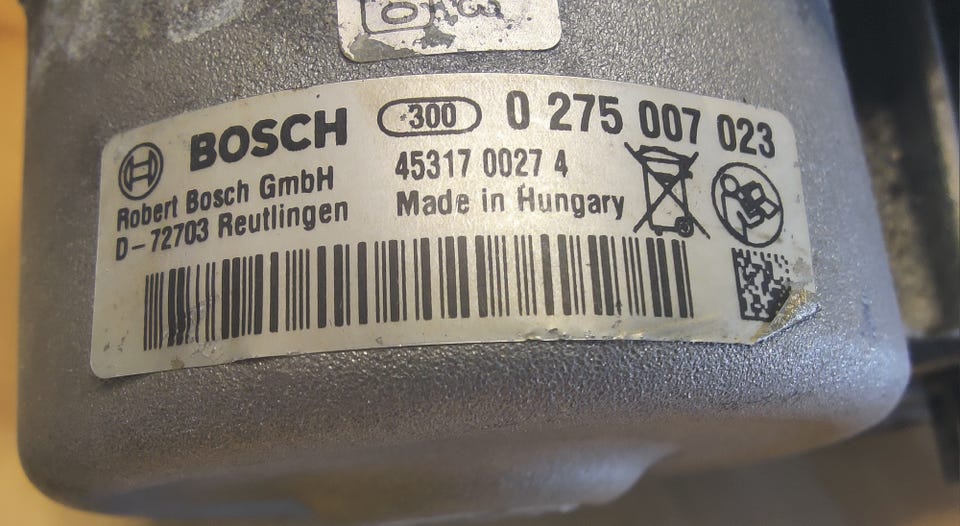 BOSCH 300 0 275 007 023
Robert Bosch GmbH 45317 0027 4
D-72703 Reutlingen Made in Hungary